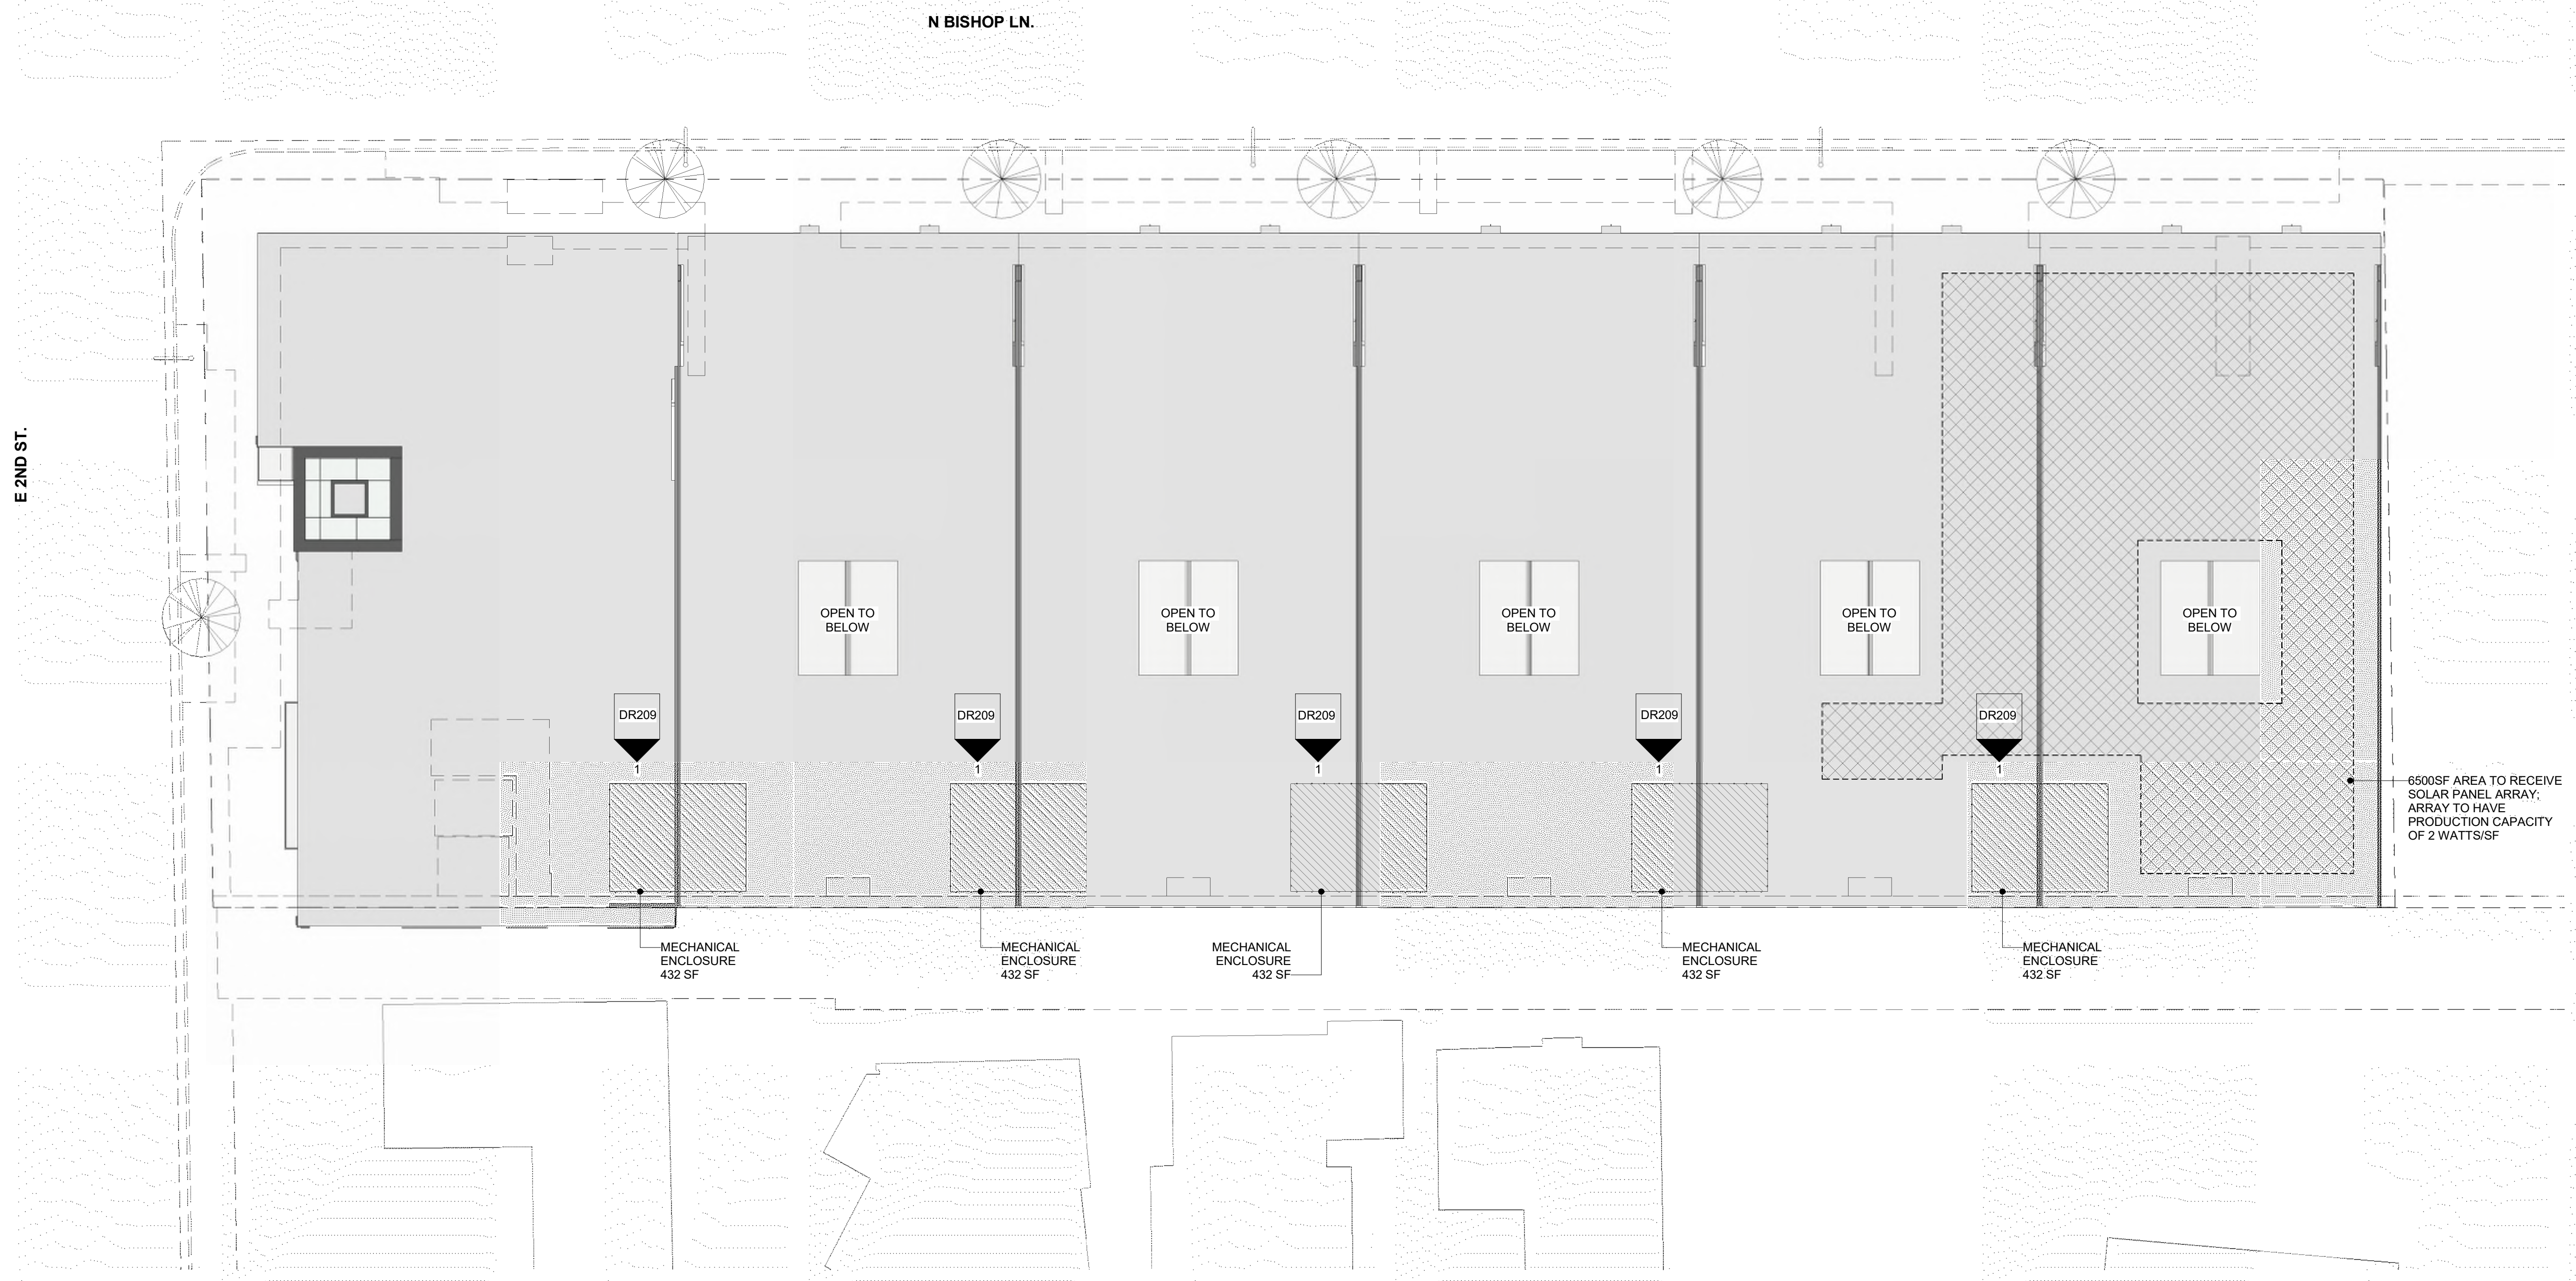 N BISHOP LN.
E 2ND ST.
OPEN TO
BELOW
OPEN TO
BELOW
OPEN TO
BELOW
OPEN TO
BELOW
OPEN TO
BELOW
DR209
1
DR209
1
DR209
1
DR209
1
DR209
1
6500SF AREA TO RECEIVE
SOLAR PANEL ARRAY;
ARRAY TO HAVE
PRODUCTION CAPACITY
OF 2 WATTS/SF
MECHANICAL
ENCLOSURE
432 SF
MECHANICAL
ENCLOSURE
432 SF
MECHANICAL
ENCLOSURE
432 SF
MECHANICAL
ENCLOSURE
432 SF
MECHANICAL
ENCLOSURE
432 SF